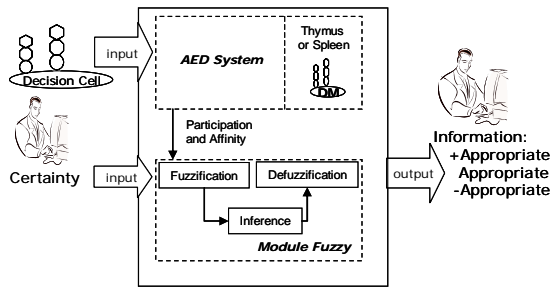 Decision Cell
input
AED System
Thymus
or Spleen
DM
Participation
and Affinity
Certainty
input
Fuzzification
Defuzzification
Inference
Module Fuzzy
output
Information:
+Appropriate
Appropriate
-Appropriate